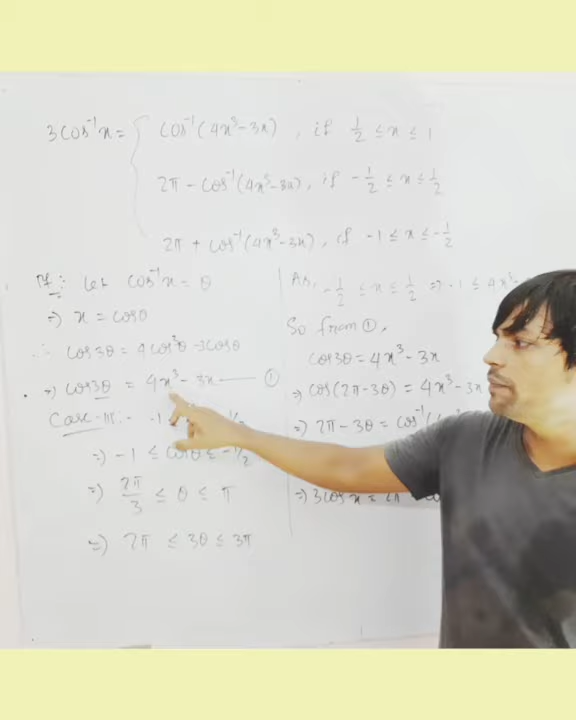 3cos⁻¹x = { cos⁻¹(4x³-3x) , if 1/2 ≤ x ≤ 1
2π - cos⁻¹(4x³-3x), if -1/2 ≤ x ≤ 1/2
2π + cos⁻¹(4x³-3x), if -1 ≤ x ≤ -1/2
Pf: Let cos⁻¹x = θ
=) x = cosθ
∴ cos3θ = 4cos³θ - 3cosθ
=) cos3θ = 4x³ - 3x —— ①
Case-III:- -1
=) -1 ≤ cosθ ≤ -1/2
=) 2π/3 ≤ θ ≤ π
=) 2π ≤ 3θ ≤ 3π
As, -1/2 ≤ x ≤ 1/2 => -1 ≤ 4x³-
So from ①,
cos3θ = 4x³ - 3x
=) cos(2π-3θ) = 4x³ - 3x
=) 2π - 3θ = cos⁻¹(
=) 3cos⁻¹x = 2π -